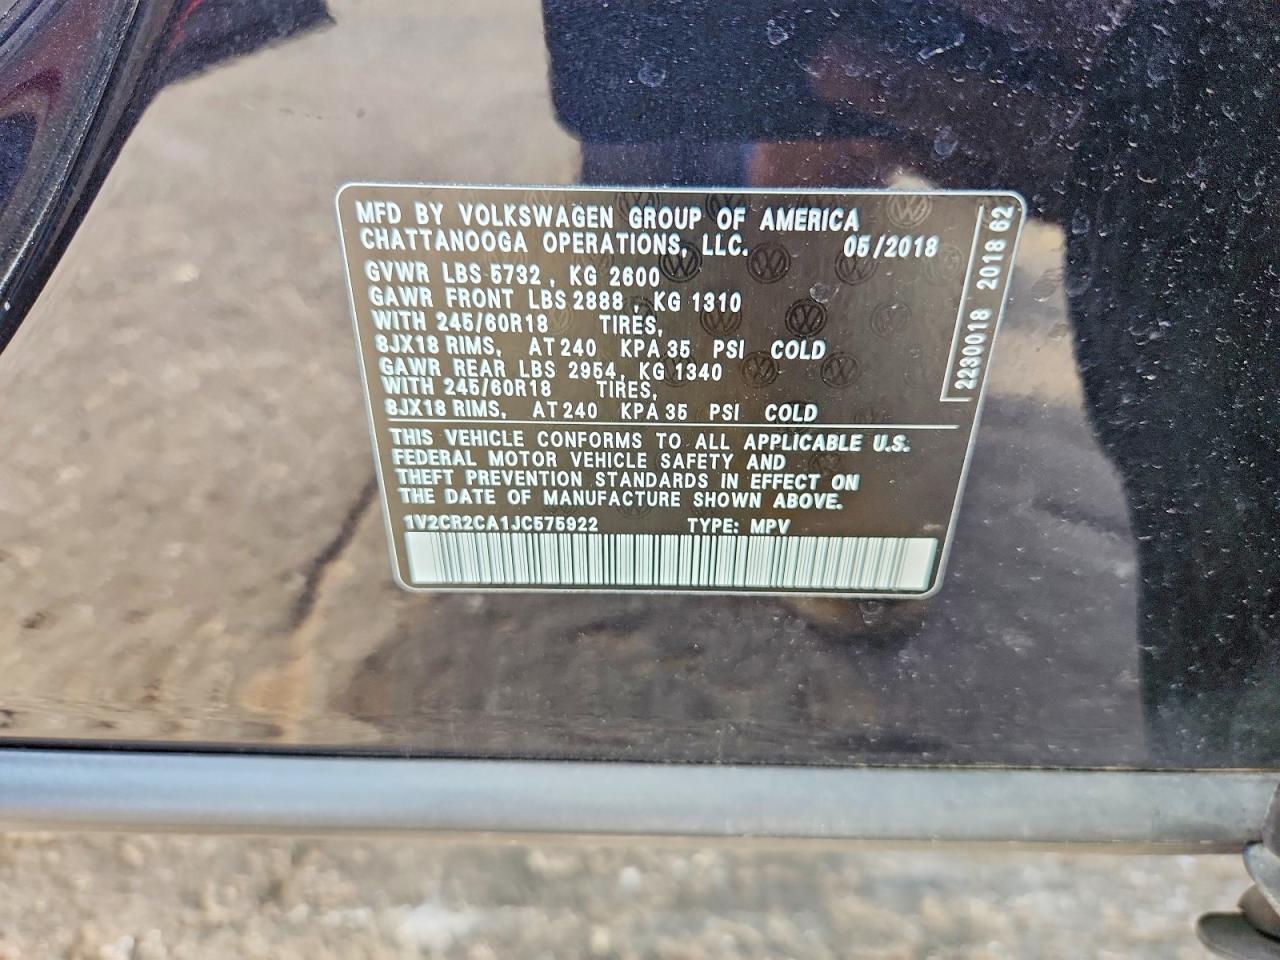 MFD BY VOLKSWAGEN GROUP OF AMERICA
CHATTANOOGA OPERATIONS, LLC. 05/2018
GVWR LBS 5732, KG 2600
GAWR FRONT LBS 2888, KG 1310
WITH 245/60R18 TIRES,
8JX18 RIMS, AT 240 KPA 35 PSI COLD
GAWR REAR LBS 2954, KG 1340
WITH 245/60R18 TIRES,
8JX18 RIMS, AT 240 KPA 35 PSI COLD
THIS VEHICLE CONFORMS TO ALL APPLICABLE U.S.
FEDERAL MOTOR VEHICLE SAFETY AND
THEFT PREVENTION STANDARDS IN EFFECT ON
THE DATE OF MANUFACTURE SHOWN ABOVE.
1V2CR2CA1JC575922 TYPE: MPV
2230018 2018 62